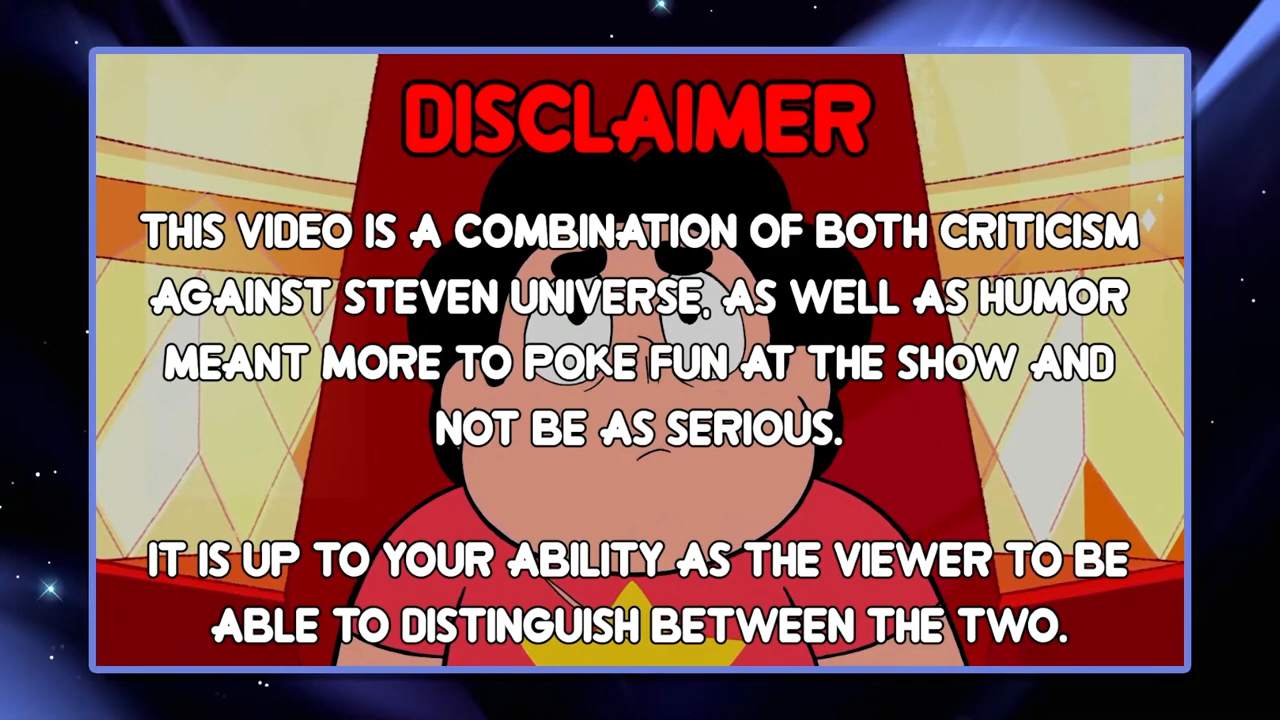 DISCLAIMER
THIS VIDEO IS A COMBINATION OF BOTH CRITICISM
AGAINST STEVEN UNIVERSE, AS WELL AS HUMOR
MEANT MORE TO POKE FUN AT THE SHOW AND
NOT BE AS SERIOUS.
IT IS UP TO YOUR ABILITY AS THE VIEWER TO BE
ABLE TO DISTINGUISH BETWEEN THE TWO.